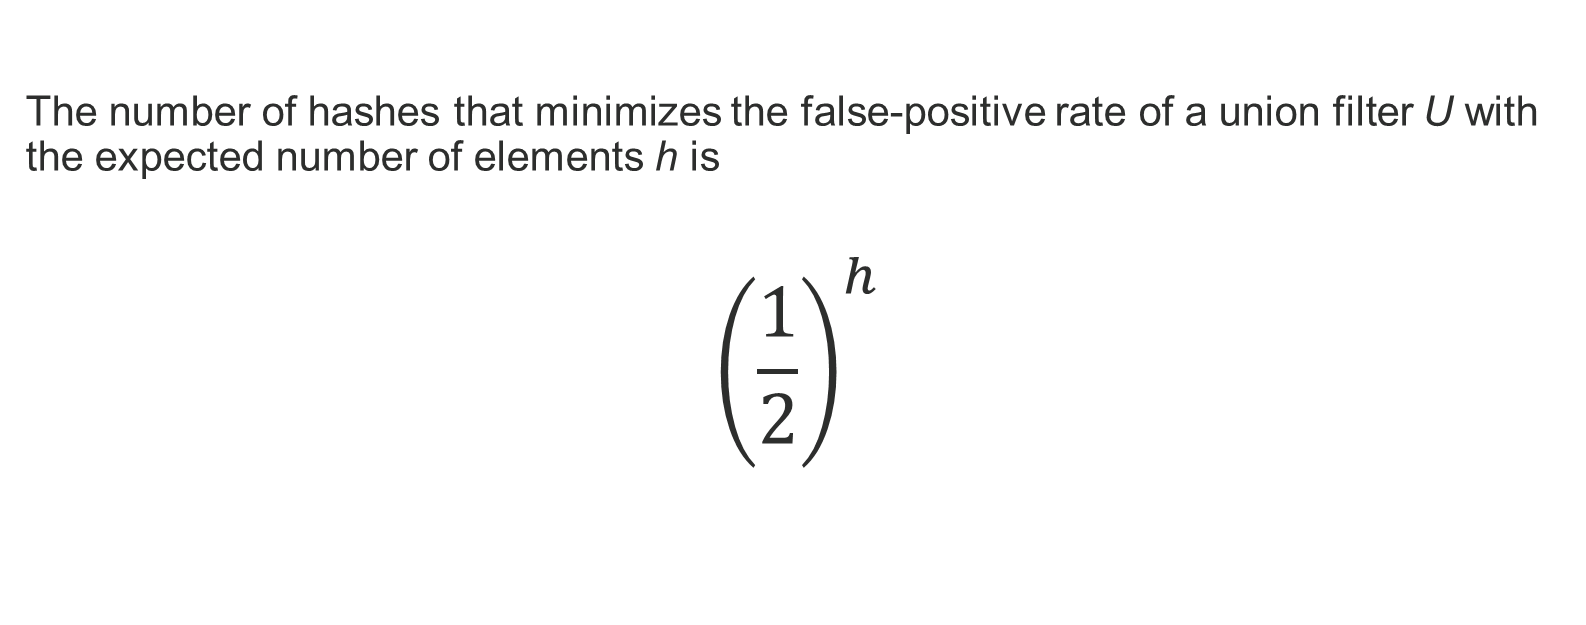 The number of hashes that minimizes the false-positive rate of a union filter U with
the expected number of elements h is
(1/2)^h